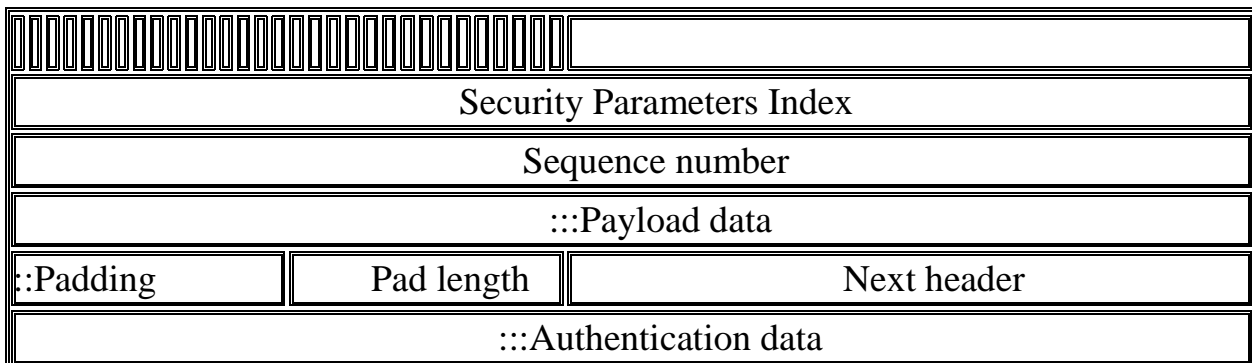 Security Parameters Index
Sequence number
:::Payload data
::Padding Pad length Next header
:::Authentication data